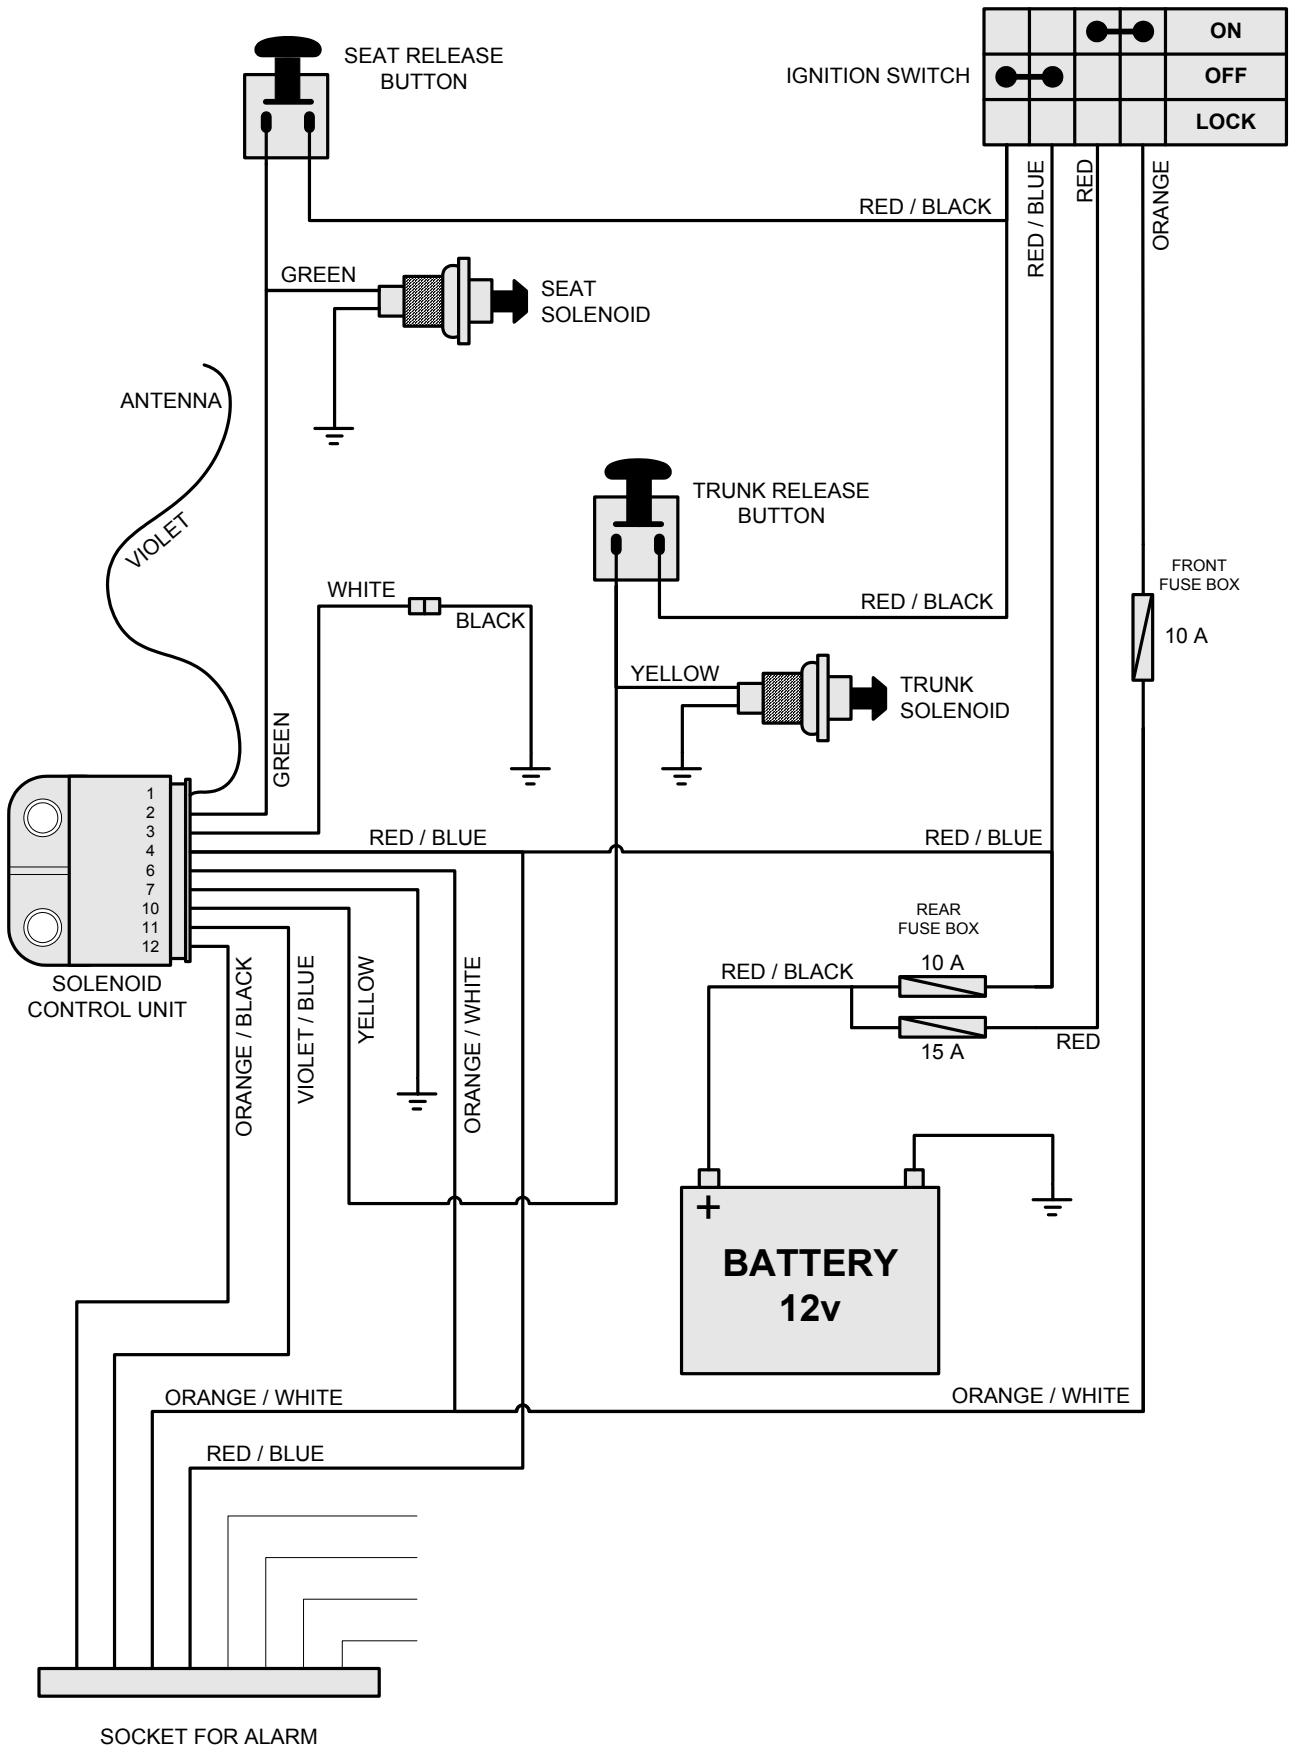 SEAT RELEASE
BUTTON
IGNITION SWITCH
ON
OFF
LOCK
RED / BLACK
RED / BLUE
RED
ORANGE
GREEN
SEAT
SOLENOID
ANTENNA
VIOLET
TRUNK RELEASE
BUTTON
WHITE
BLACK
RED / BLACK
FRONT
FUSE BOX
10 A
YELLOW
TRUNK
SOLENOID
GREEN
1
2
3
4
6
7
10
11
12
RED / BLUE
RED / BLUE
SOLENOID
CONTROL UNIT
ORANGE / BLACK
VIOLET / BLUE
YELLOW
ORANGE / WHITE
REAR
FUSE BOX
10 A
RED / BLACK
15 A
RED
+
BATTERY
12v
ORANGE / WHITE
ORANGE / WHITE
RED / BLUE
SOCKET FOR ALARM